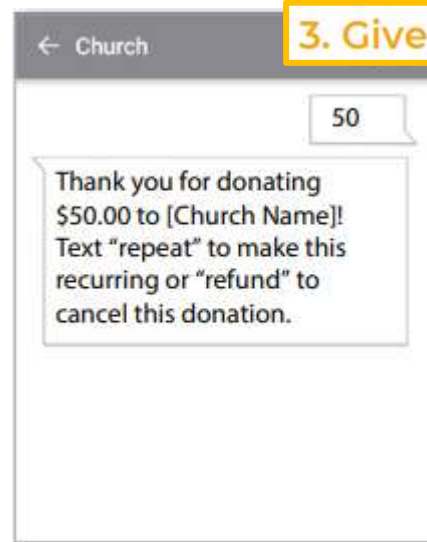 ← Church
3. Give
50
Thank you for donating
$50.00 to [Church Name]!
Text “repeat” to make this
recurring or “refund” to
cancel this donation.